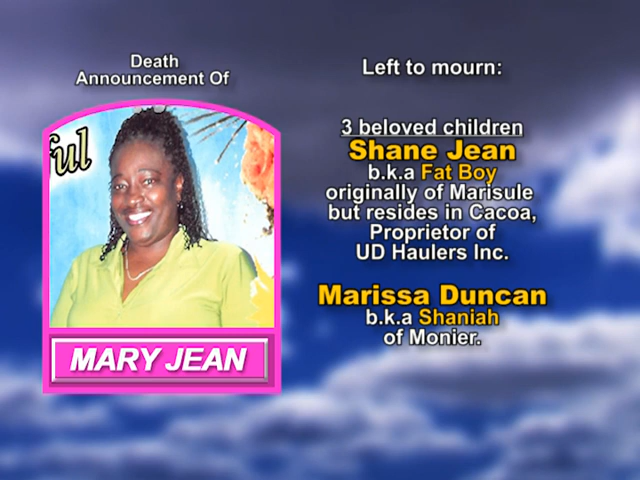 Death
Announcement Of
ful
MARY JEAN
Left to mourn:
3 beloved children
Shane Jean
b.k.a Fat Boy
originally of Marisule
but resides in Cacoa,
Proprietor of
UD Haulers Inc.
Marissa Duncan
b.k.a Shaniah
of Monier.